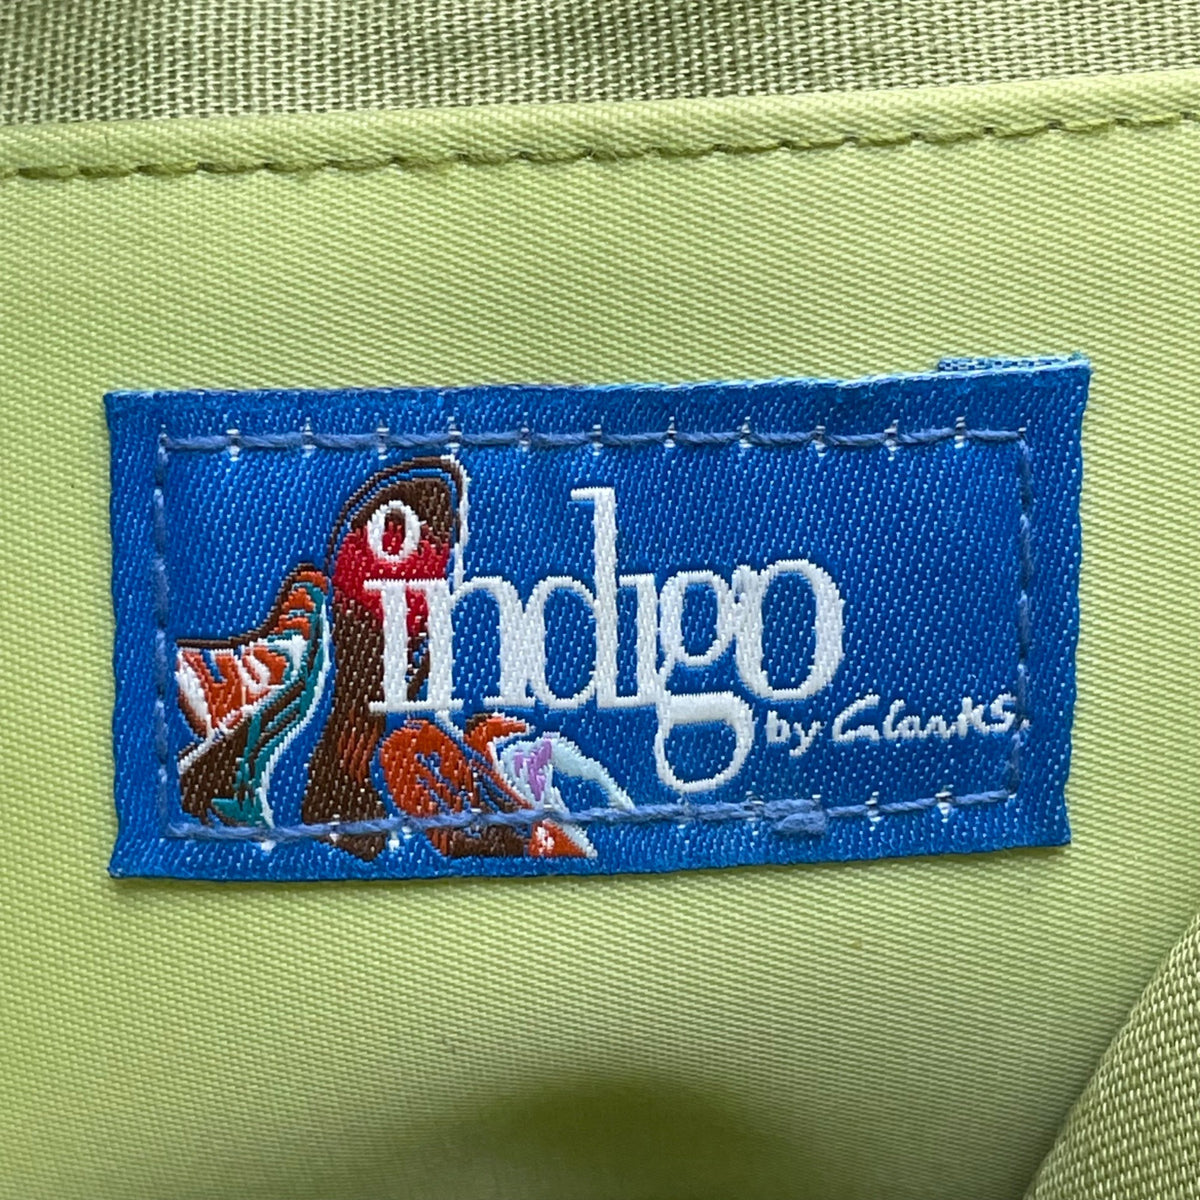 indigo
by Clarks.